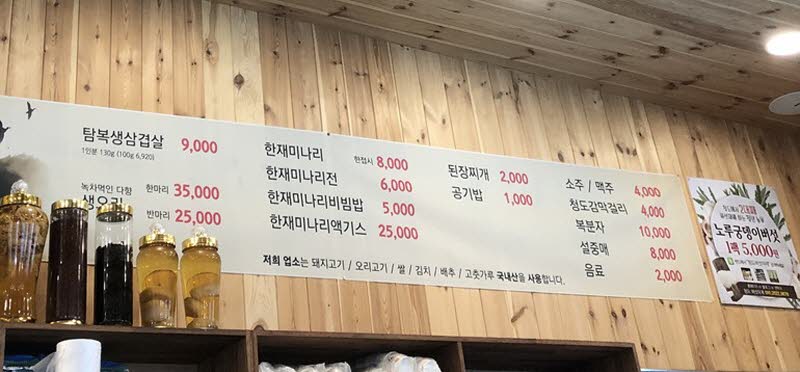 탐복생삼겹살 9,000
1인분 130g (100g 6,920)
녹차먹인 다향
생오리
한마리 35,000
반마리 25,000
한재미나리 한접시 8,000
한재미나리전 6,000
한재미나리비빔밥 5,000
한재미나리액기스 25,000
된장찌개 2,000
공기밥 1,000
소주 / 맥주 4,000
청도감막걸리 4,000
복분자 10,000
설중매 8,000
음료 2,000
저희 업소는 돼지고기 / 오리고기 / 쌀 / 김치 / 배추 / 고춧가루 국내산을 사용합니다.
노루궁뎅이버섯
1팩 5,000원